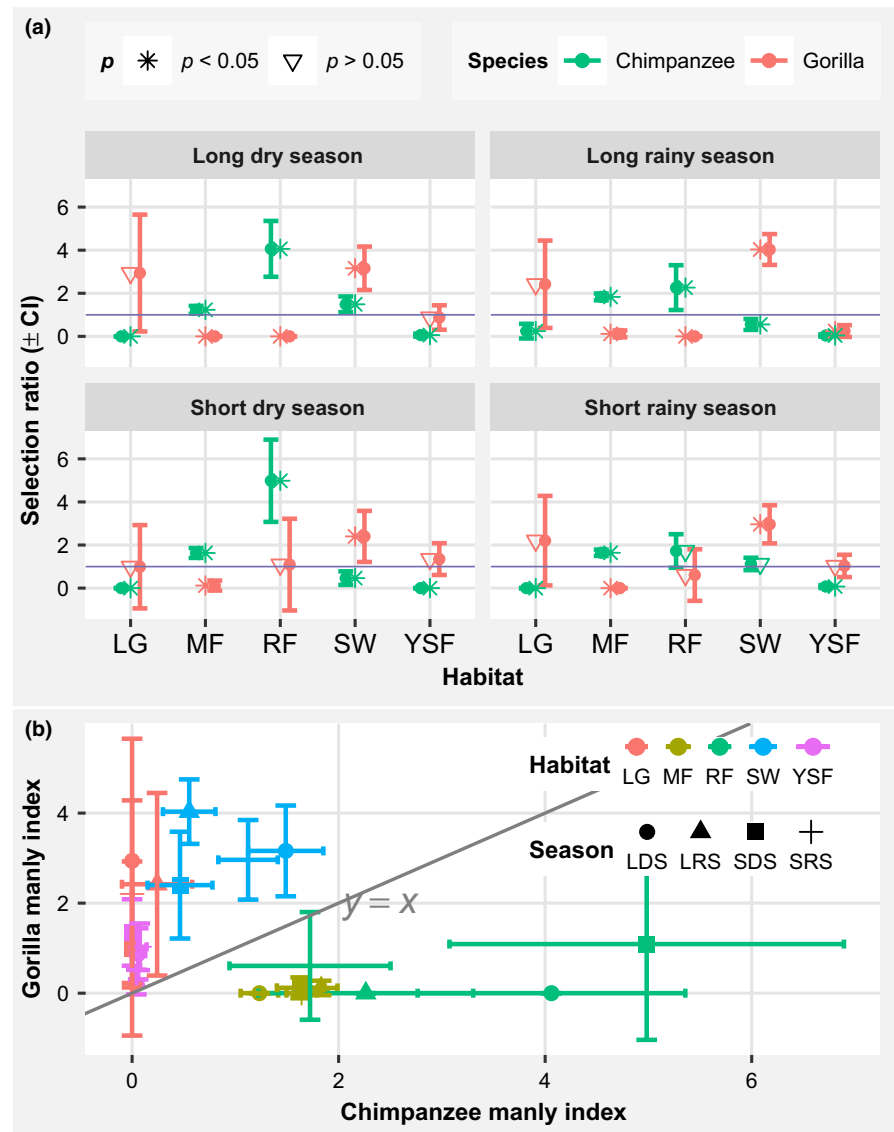 (a)
p p < 0.05 p > 0.05 Species Chimpanzee Gorilla
Long dry season Long rainy season
6
4
2
0
Short dry season Short rainy season
6
4
2
0
Selection ratio (± CI)
LG MF RF SW YSF LG MF RF SW YSF
Habitat
(b)
Habitat
LG MF RF SW YSF
Season
LDS LRS SDS SRS
y = x
4
2
0
Gorilla manly index
0 2 4 6
Chimpanzee manly index